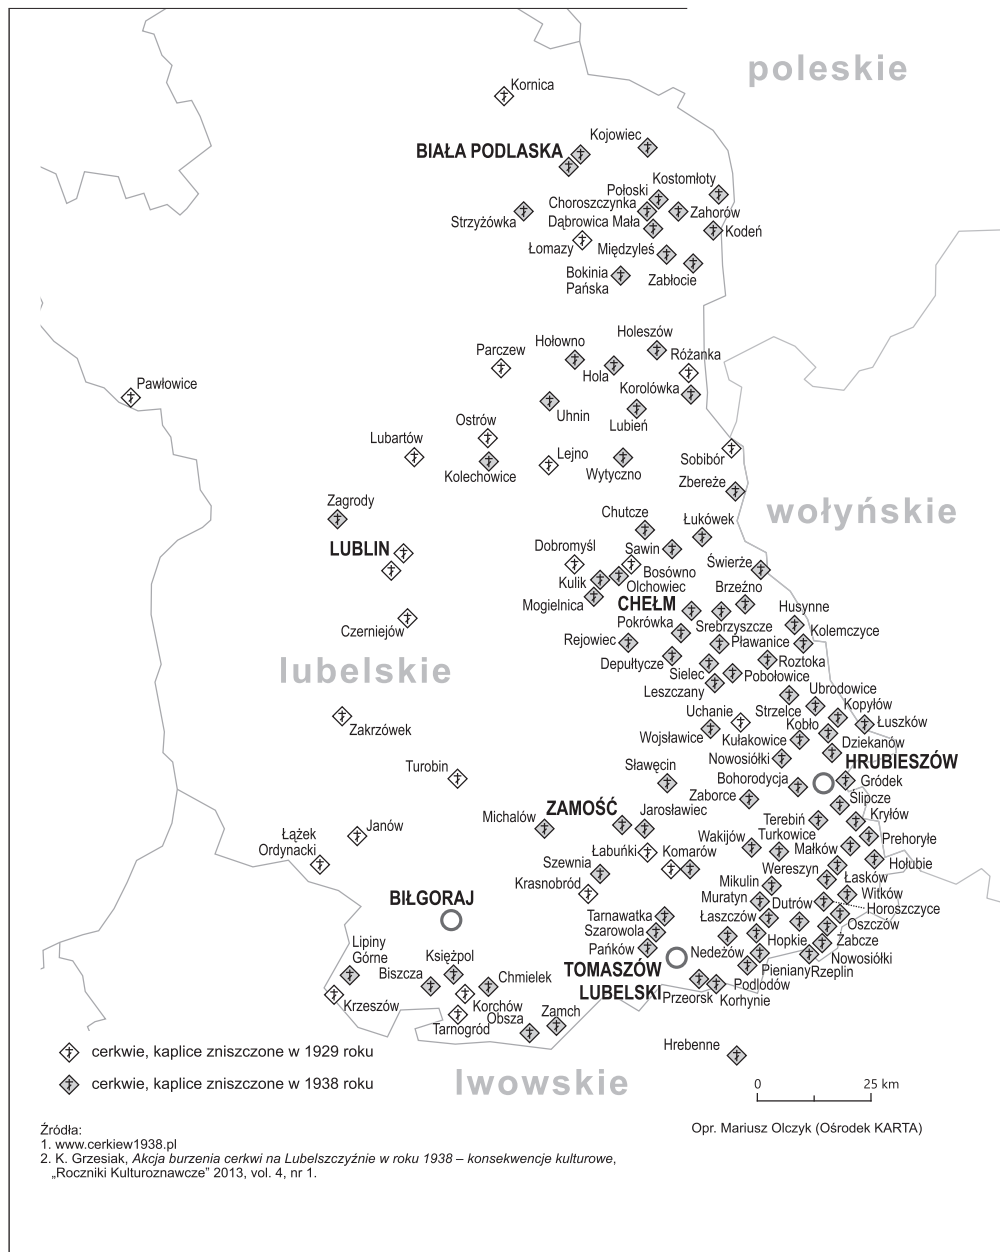 poleskie
Kornica
Kojowiec
BIAŁA PODLASKA
Kostomłoty
Połoski
Choroszczynka
Zahorów
Strzyżówka
Dąbrowica Mała
Kodeń
Łomazy
Międzyleś
Bokinia
Pańska
Zabłocie
Holeszów
Hołowno
Parczew
Różanka
Hola
Pawłowice
Korolówka
Uhnin
Lubień
Ostrów
Lubartów
Lejno
Sobibór
Kolechowice
Wytyczno
Zbereże
Zagrody
wołyńskie
Chutcze
Łukówek
LUBLIN
Dobromyśl
Sawin
Świerże
Bosówno
Kulik
Olchowiec
Brzeźno
Mogielnica
CHEŁM
Husynne
Pokrówka
Srebrzyszcze
Kolemczyce
Czerniejów
Rejowiec
Pławanice
Depułtycze
Roztoka
lubelskie
Sielec
Pobołowice
Leszczany
Ubrodowice
Uchanie
Strzelce
Kopyłów
Zakrzówek
Kobło
Łuszków
Wojsławice
Kułakowice
Dziekanów
Nowosiółki
HRUBIESZÓW
Turobin
Sławęcin
Bohorodycja
Gródek
Zaborce
Ślipcze
ZAMOŚĆ
Jarosławiec
Michalów
Terebiń
Kryłów
Janów
Wakijów
Turkowice
Prehoryłe
Łążek
Ordynacki
Łabuńki
Komarów
Małków
Hołubie
Szewnia
Wereszyn
Łasków
Krasnobród
Mikulin
Witków
BIŁGORAJ
Muratyn
Dutrów
Horoszczyce
Tarnawatka
Łaszczów
Oszczów
Szarowola
Hopkie
Żabcze
Lipiny
Górne
Pańków
Nedeżów
Nowosiółki
Księżpol
TOMASZÓW
LUBELSKI
Pieniany
Rzeplin
Biszcza
Chmielek
Podlodów
Krzeszów
Korchów
Przeorsk
Korhynie
Obsza
Zamch
Tarnogród
Hrebenne
cerkwie, kaplice zniszczone w 1929 roku
cerkwie, kaplice zniszczone w 1938 roku
lwowskie
0 25 km
Źródła:
Opr. Mariusz Olczyk (Ośrodek KARTA)
1. www.cerkiew1938.pl
2. K. Grzesiak, Akcja burzenia cerkwi na Lubelszczyźnie w roku 1938 – konsekwencje kulturowe,
„Roczniki Kulturoznawcze” 2013, vol. 4, nr 1.